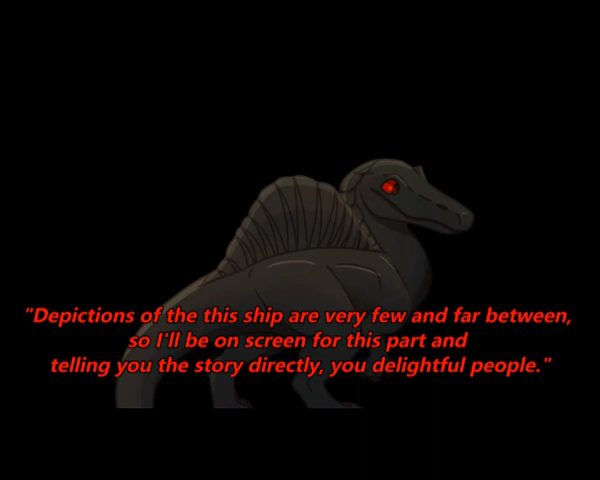 "Depictions of the this ship are very few and far between,
so I'll be on screen for this part and
telling you the story directly, you delightful people."